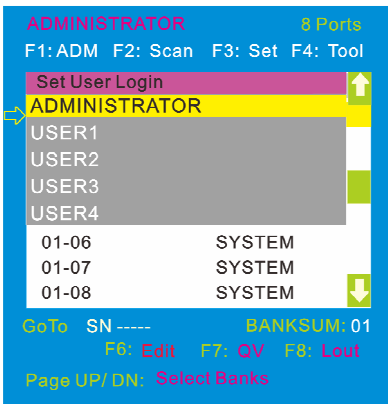 ADMINISTRATOR 8 Ports
F1: ADM F2: Scan F3: Set F4: Tool
Set User Login
ADMINISTRATOR
USER1
USER2
USER3
USER4
01-06 SYSTEM
01-07 SYSTEM
01-08 SYSTEM
GoTo SN ----- BANKSUM: 01
F6: Edit F7: QV F8: Lout
Page UP/ DN: Select Banks